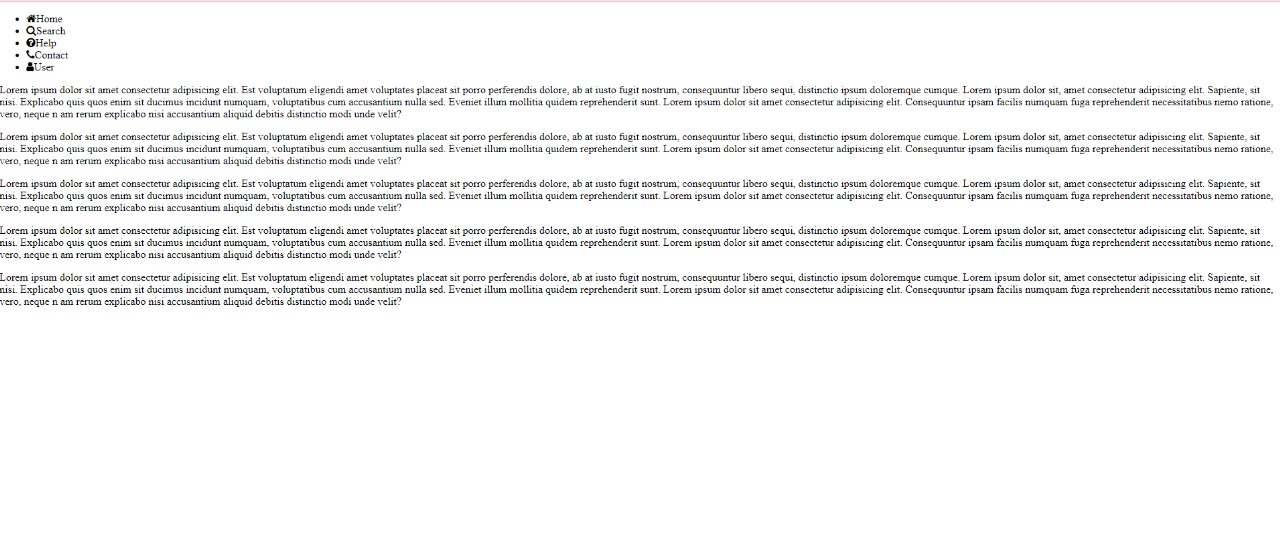 Home
Search
Help
Contact
User
Lorem ipsum dolor sit amet consectetur adipisicing elit. Est voluptatum eligendi amet voluptates placeat sit porro perferendis dolore, ab at iusto fugit nostrum, consequuntur libero sequi, distinctio ipsum doloremque cumque. Lorem ipsum dolor sit, amet consectetur adipisicing elit. Sapiente, sit
nisi. Explicabo quis quos enim sit ducimus incidunt numquam, voluptatibus cum accusantium nulla sed. Eveniet illum mollitia quidem reprehenderit sunt. Lorem ipsum dolor sit amet consectetur adipisicing elit. Consequuntur ipsam facilis numquam fuga reprehenderit necessitatibus nemo ratione,
vero, neque n am rerum explicabo nisi accusantium aliquid debitis distinctio modi unde velit?
Lorem ipsum dolor sit amet consectetur adipisicing elit. Est voluptatum eligendi amet voluptates placeat sit porro perferendis dolore, ab at iusto fugit nostrum, consequuntur libero sequi, distinctio ipsum doloremque cumque. Lorem ipsum dolor sit, amet consectetur adipisicing elit. Sapiente, sit
nisi. Explicabo quis quos enim sit ducimus incidunt numquam, voluptatibus cum accusantium nulla sed. Eveniet illum mollitia quidem reprehenderit sunt. Lorem ipsum dolor sit amet consectetur adipisicing elit. Consequuntur ipsam facilis numquam fuga reprehenderit necessitatibus nemo ratione,
vero, neque n am rerum explicabo nisi accusantium aliquid debitis distinctio modi unde velit?
Lorem ipsum dolor sit amet consectetur adipisicing elit. Est voluptatum eligendi amet voluptates placeat sit porro perferendis dolore, ab at iusto fugit nostrum, consequuntur libero sequi, distinctio ipsum doloremque cumque. Lorem ipsum dolor sit, amet consectetur adipisicing elit. Sapiente, sit
nisi. Explicabo quis quos enim sit ducimus incidunt numquam, voluptatibus cum accusantium nulla sed. Eveniet illum mollitia quidem reprehenderit sunt. Lorem ipsum dolor sit amet consectetur adipisicing elit. Consequuntur ipsam facilis numquam fuga reprehenderit necessitatibus nemo ratione,
vero, neque n am rerum explicabo nisi accusantium aliquid debitis distinctio modi unde velit?
Lorem ipsum dolor sit amet consectetur adipisicing elit. Est voluptatum eligendi amet voluptates placeat sit porro perferendis dolore, ab at iusto fugit nostrum, consequuntur libero sequi, distinctio ipsum doloremque cumque. Lorem ipsum dolor sit, amet consectetur adipisicing elit. Sapiente, sit
nisi. Explicabo quis quos enim sit ducimus incidunt numquam, voluptatibus cum accusantium nulla sed. Eveniet illum mollitia quidem reprehenderit sunt. Lorem ipsum dolor sit amet consectetur adipisicing elit. Consequuntur ipsam facilis numquam fuga reprehenderit necessitatibus nemo ratione,
vero, neque n am rerum explicabo nisi accusantium aliquid debitis distinctio modi unde velit?
Lorem ipsum dolor sit amet consectetur adipisicing elit. Est voluptatum eligendi amet voluptates placeat sit porro perferendis dolore, ab at iusto fugit nostrum, consequuntur libero sequi, distinctio ipsum doloremque cumque. Lorem ipsum dolor sit, amet consectetur adipisicing elit. Sapiente, sit
nisi. Explicabo quis quos enim sit ducimus incidunt numquam, voluptatibus cum accusantium nulla sed. Eveniet illum mollitia quidem reprehenderit sunt. Lorem ipsum dolor sit amet consectetur adipisicing elit. Consequuntur ipsam facilis numquam fuga reprehenderit necessitatibus nemo ratione,
vero, neque n am rerum explicabo nisi accusantium aliquid debitis distinctio modi unde velit?